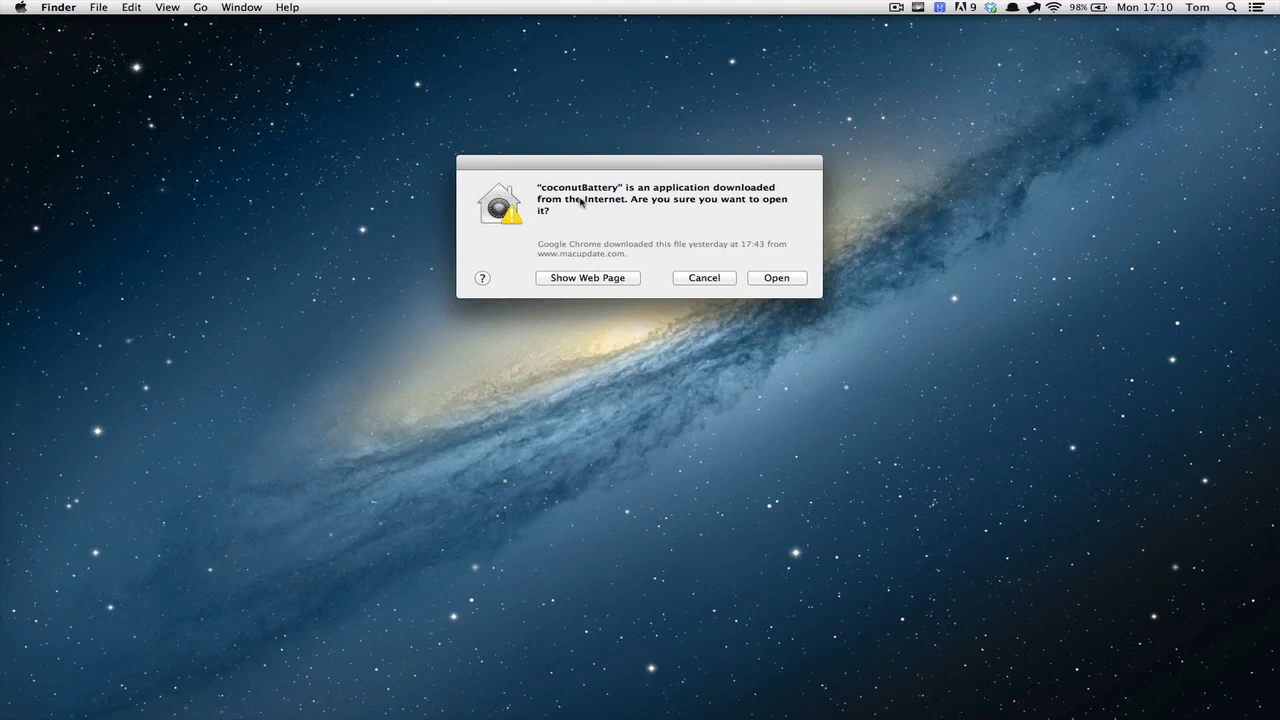 Finder File Edit View Go Window Help 9 98% Mon 17:10 Tom
"coconutBattery" is an application downloaded
from the Internet. Are you sure you want to open
it?
Google Chrome downloaded this file yesterday at 17:43 from
www.macupdate.com.
? Show Web Page Cancel Open